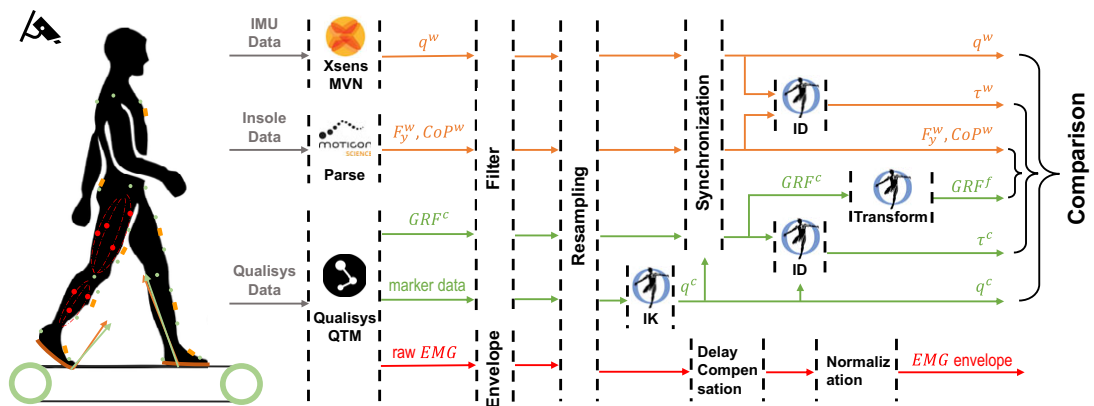 IMU
Data
Xsens
MVN
q^w
Insole
Data
MOTICON
SCIENCE
Parse
F_y^w, CoP^w
Qualisys
Data
Qualisys
QTM
GRF^c
marker data
raw EMG
Filter
Envelope
Resampling
IK
q^c
Synchronization
ID
GRF^c
Transform
ID
Delay
Compen
sation
Normaliz
ation
q^w
τ^w
F_y^w, CoP^w
GRF^f
τ^c
q^c
EMG envelope
Comparison